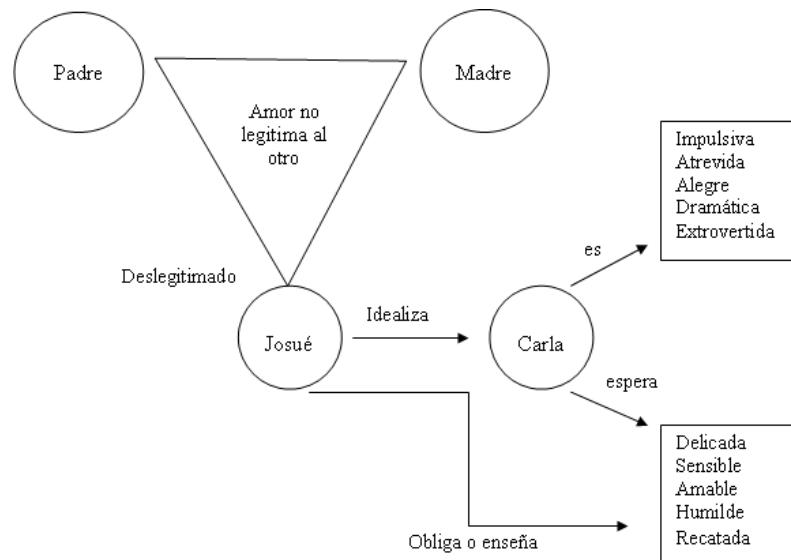 Padre
Madre
Amor no
legitima al
otro
Impulsiva
Atrevida
Alegre
Dramática
Extrovertida
es
Deslegitimado
Idealiza
Josué
Carla
espera
Delicada
Sensible
Amable
Humilde
Recatada
Obliga o enseña